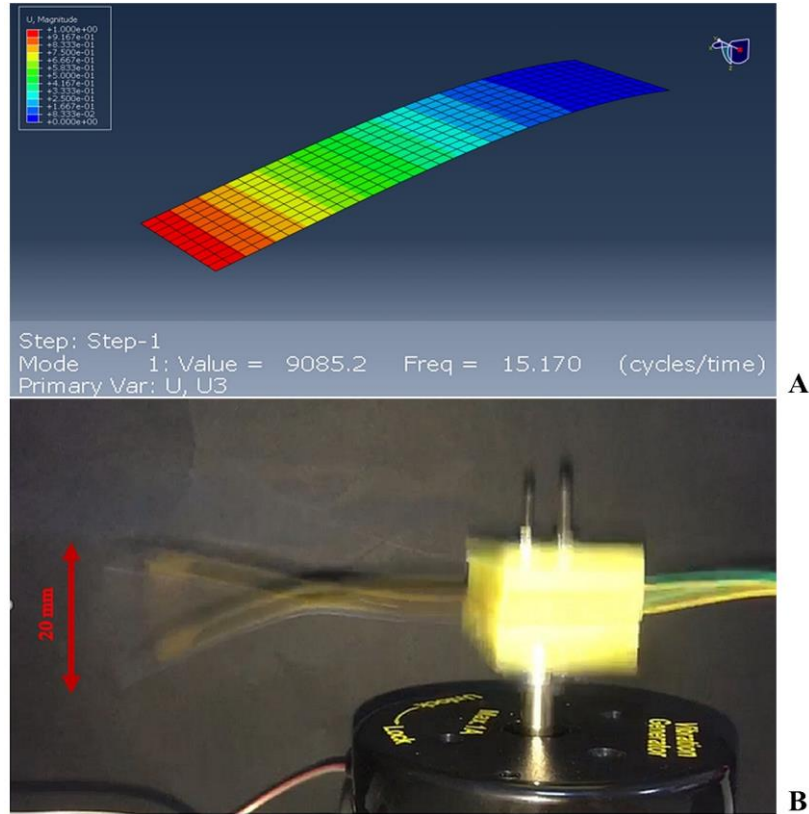 U, Magnitude
+1.000e+00
+9.167e-01
+8.333e-01
+7.500e-01
+6.667e-01
+5.833e-01
+5.000e-01
+4.167e-01
+3.333e-01
+2.500e-01
+1.667e-01
+8.333e-02
+0.000e+00
Step: Step-1
Mode 1: Value = 9085.2 Freq = 15.170 (cycles/time)
Primary Var: U, U3
A
20 mm
Unlock
Lock
Max.1A
Vibration
Generator
B